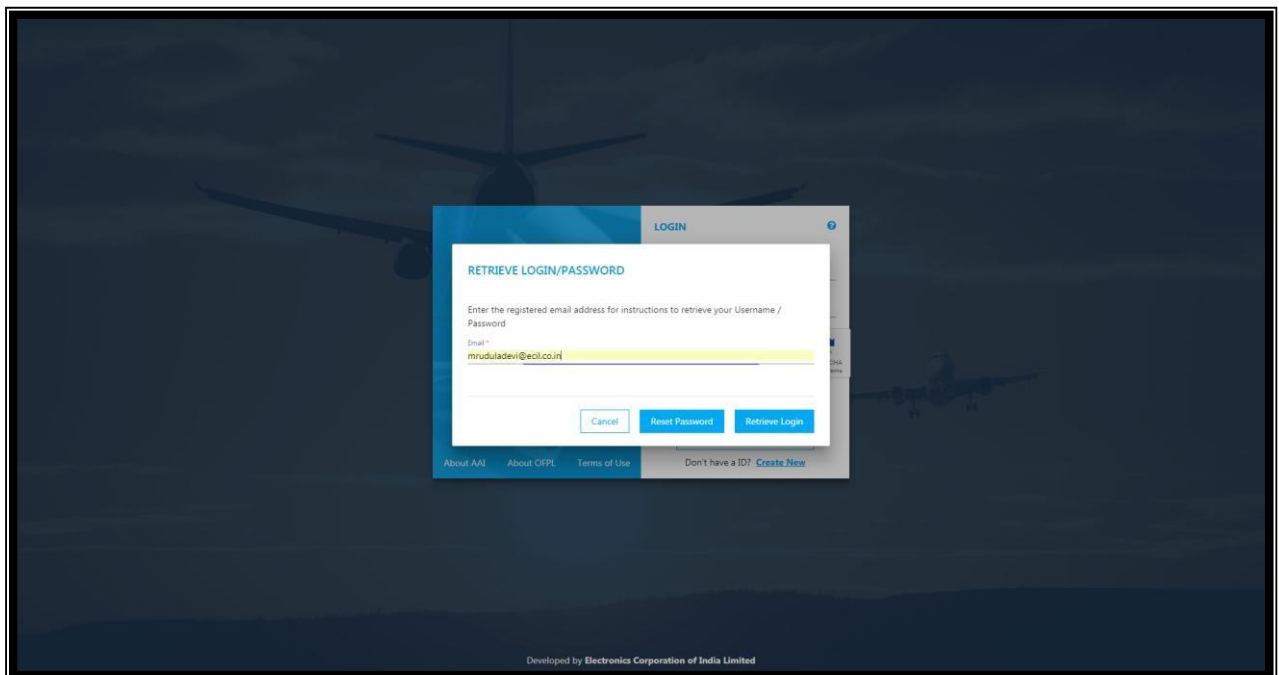 LOGIN
RETRIEVE LOGIN/PASSWORD
Enter the registered email address for instructions to retrieve your Username /
Password
Email *
mruduladevi@ecil.co.in
Cancel Reset Password Retrieve Login
About AAI About OFPL Terms of Use
Don't have a ID? Create New
Developed by Electronics Corporation of India Limited